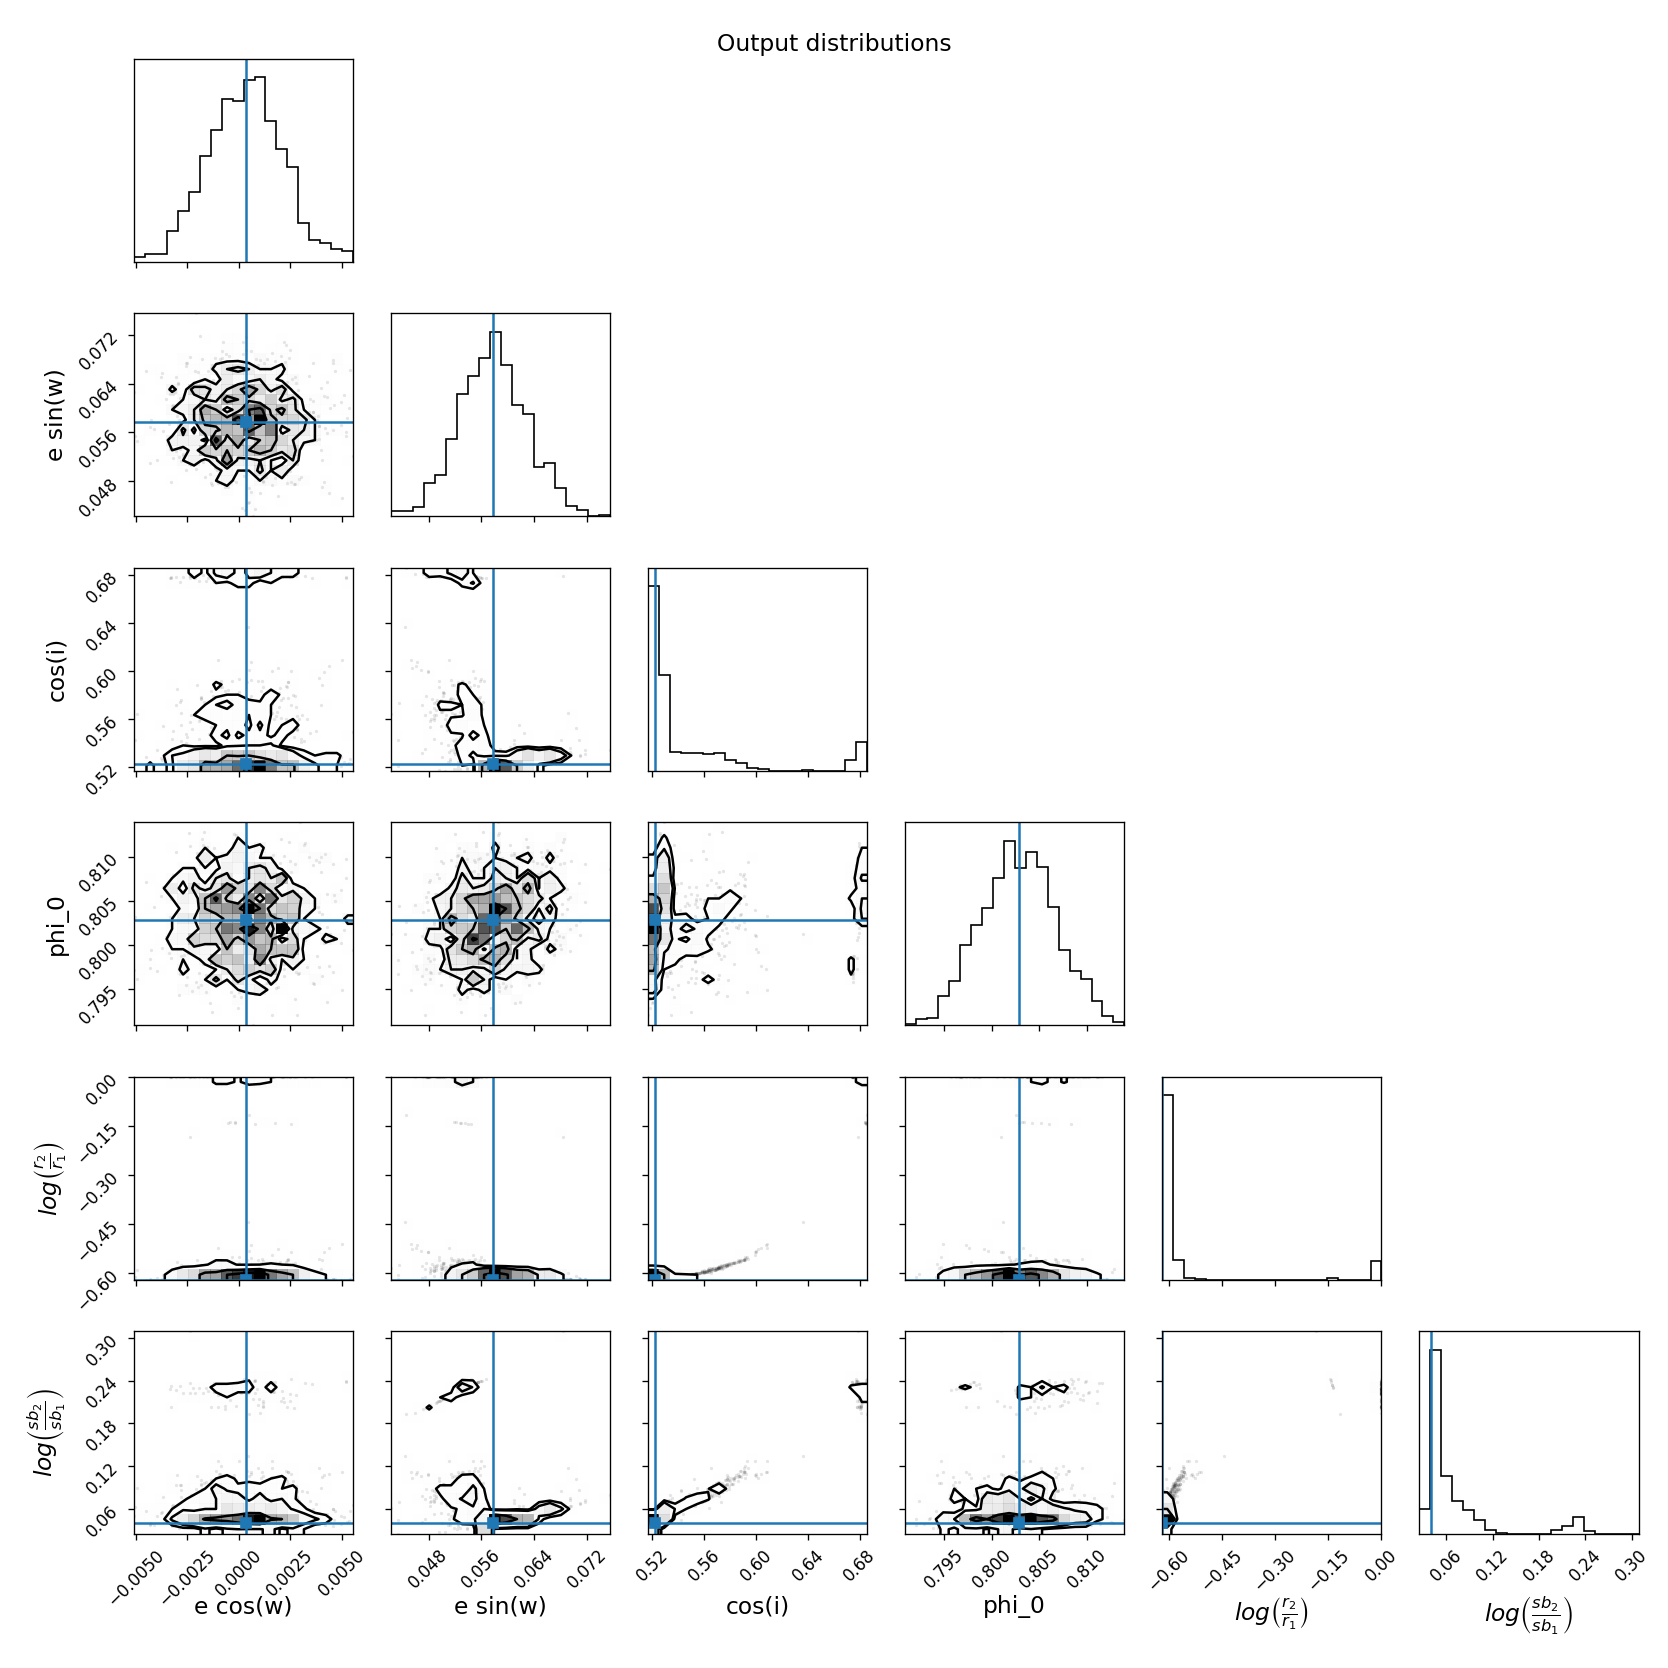 Output distributions
e sin(w)
0.072
0.064
0.056
0.048
cos(i)
0.68
0.64
0.60
0.56
0.52
phi_0
0.810
0.805
0.800
0.795
log(r₂/r₁)
0.00
−0.15
−0.30
−0.45
−0.60
log(sb₂/sb₁)
0.30
0.24
0.18
0.12
0.06
−0.0050 −0.0025 0.0000 0.0025 0.0050
0.048 0.056 0.064 0.072
0.52 0.56 0.60 0.64 0.68
0.795 0.800 0.805 0.810
−0.60 −0.45 −0.30 −0.15 0.00
0.06 0.12 0.18 0.24 0.30
e cos(w) e sin(w) cos(i) phi_0 log(r₂/r₁) log(sb₂/sb₁)